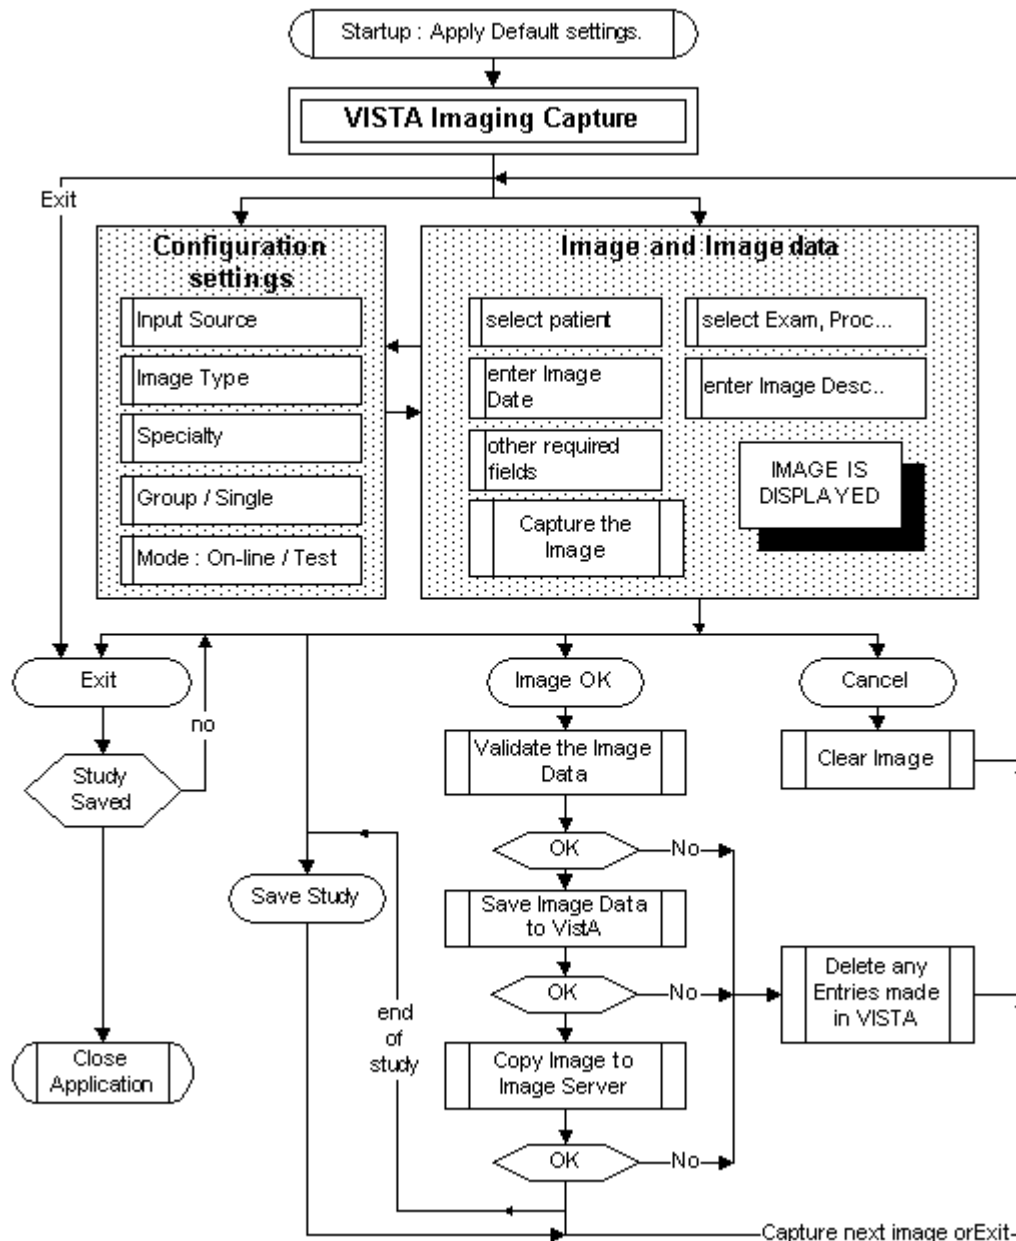 Startup : Apply Default settings.
VISTA Imaging Capture
Exit
Configuration
settings
Input Source
Image Type
Specialty
Group / Single
Mode : On-line / Test
Image and Image data
select patient
select Exam, Proc...
enter Image
Date
enter Image Desc..
other required
fields
IMAGE IS
DISPLAYED
Capture the
Image
Exit
no
Image OK
Cancel
Study
Saved
Validate the Image
Data
Clear Image
OK
No
Save Study
Save Image Data
to VistA
OK
No
Delete any
Entries made
in VISTA
end
of
study
Close
Application
Copy Image to
Image Server
OK
No
Capture next image orExit